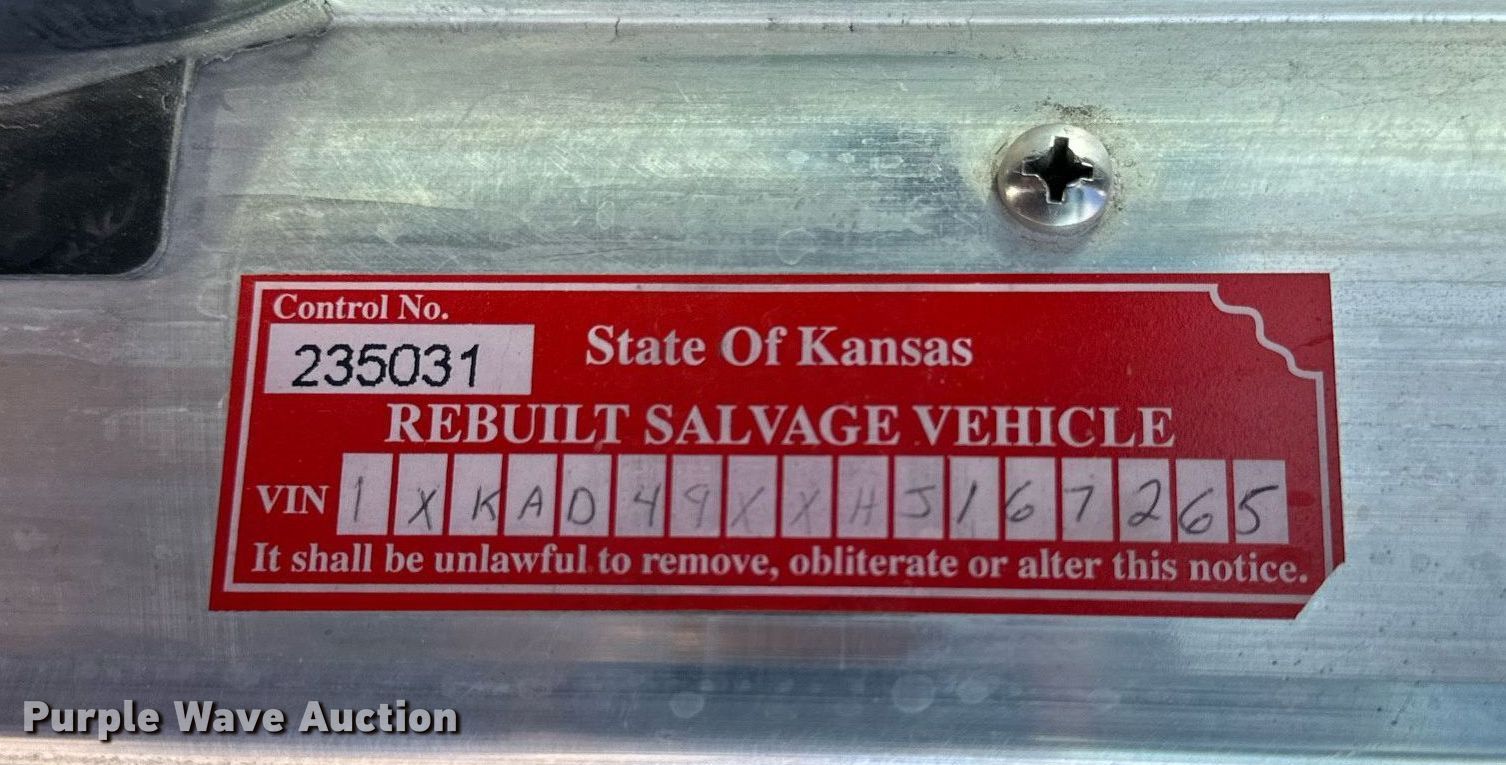 Control No.
235031
State Of Kansas
REBUILT SALVAGE VEHICLE
VIN 1XKAD49XXHJ167265
It shall be unlawful to remove, obliterate or alter this notice.
Purple Wave Auction